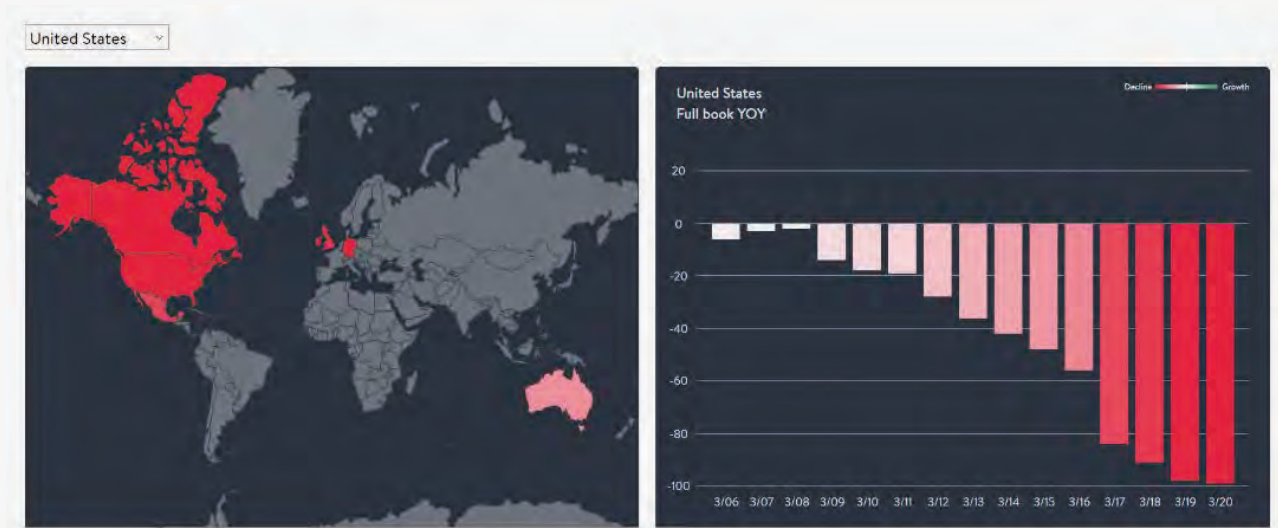 United States
United States
Full book YOY
Decline Growth
20
0
-20
-40
-60
-80
-100
3/06 3/07 3/08 3/09 3/10 3/11 3/12 3/13 3/14 3/15 3/16 3/17 3/18 3/19 3/20